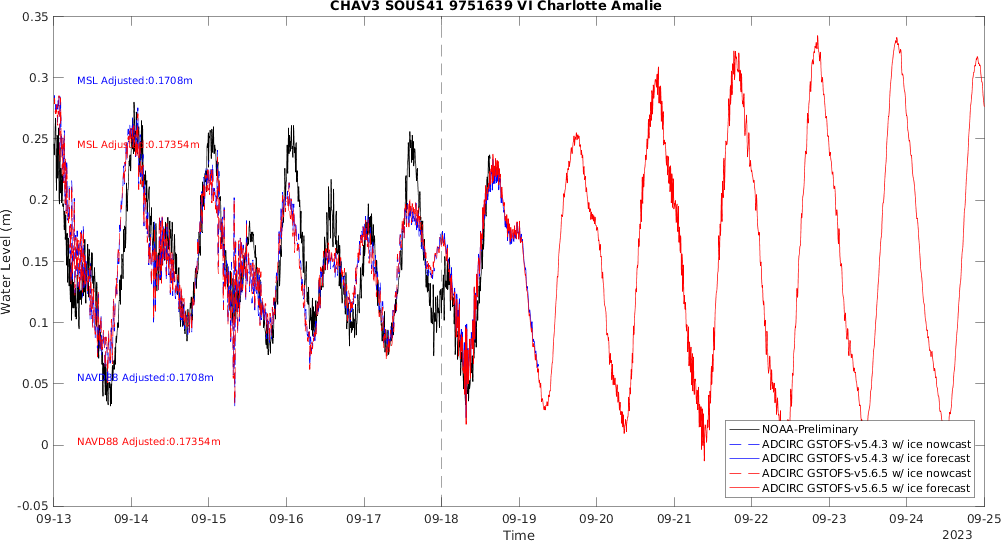 CHAV3 SOUS41 9751639 VI Charlotte Amalie
0.35
0.3
0.25
0.2
0.15
0.1
0.05
0
-0.05
Water Level (m)
MSL Adjusted:0.1708m
MSL Adjusted:0.17354m
NAVD88 Adjusted:0.1708m
NAVD88 Adjusted:0.17354m
NOAA-Preliminary
ADCIRC GSTOFS-v5.4.3 w/ ice nowcast
ADCIRC GSTOFS-v5.4.3 w/ ice forecast
ADCIRC GSTOFS-v5.6.5 w/ ice nowcast
ADCIRC GSTOFS-v5.6.5 w/ ice forecast
09-13 09-14 09-15 09-16 09-17 09-18 09-19 09-20 09-21 09-22 09-23 09-24 09-25
Time
2023